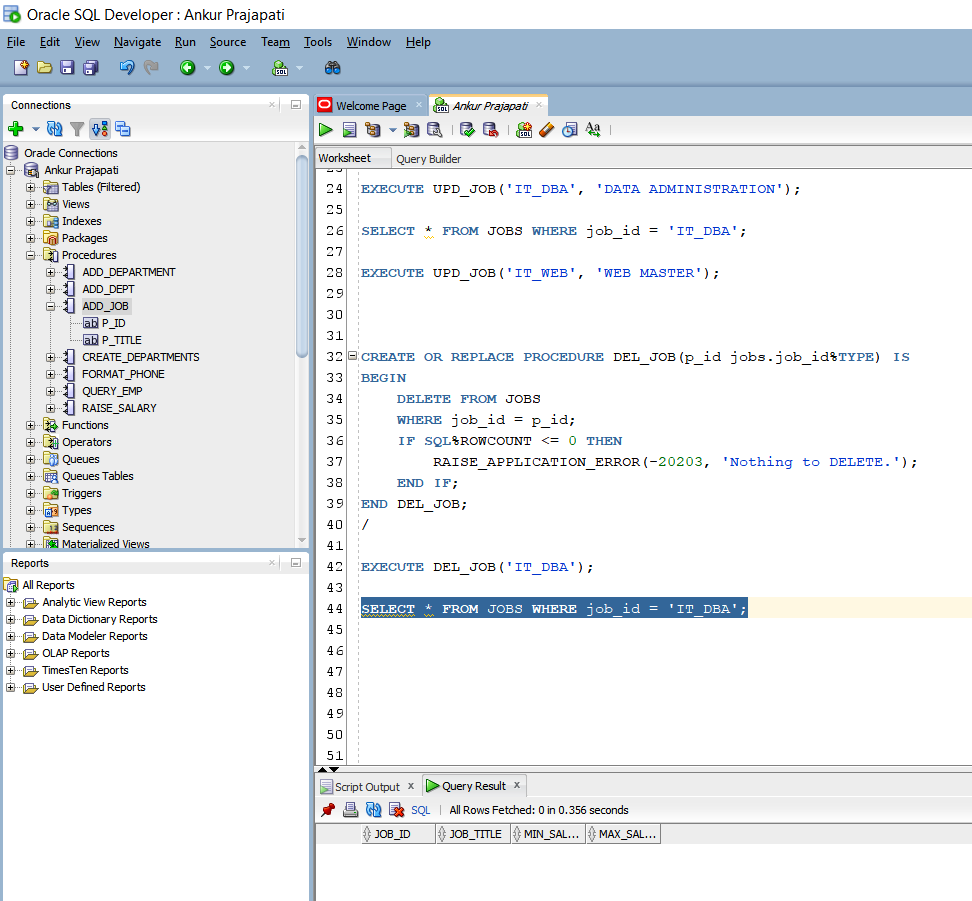 Oracle SQL Developer : Ankur Prajapati
File Edit View Navigate Run Source Team Tools Window Help
Connections
Oracle Connections
Ankur Prajapati
Tables (Filtered)
Views
Indexes
Packages
Procedures
ADD_DEPARTMENT
ADD_DEPT
ADD_JOB
P_ID
P_TITLE
CREATE_DEPARTMENTS
FORMAT_PHONE
QUERY_EMP
RAISE_SALARY
Functions
Operators
Queues
Queues Tables
Triggers
Types
Sequences
Materialized Views
Reports
All Reports
Analytic View Reports
Data Dictionary Reports
Data Modeler Reports
OLAP Reports
TimesTen Reports
User Defined Reports
Welcome Page Ankur Prajapati
Worksheet Query Builder
24 EXECUTE UPD_JOB('IT_DBA', 'DATA ADMINISTRATION');
25
26 SELECT * FROM JOBS WHERE job_id = 'IT_DBA';
27
28 EXECUTE UPD_JOB('IT_WEB', 'WEB MASTER');
29
30
31
32 CREATE OR REPLACE PROCEDURE DEL_JOB(p_id jobs.job_id%TYPE) IS
33 BEGIN
34 DELETE FROM JOBS
35 WHERE job_id = p_id;
36 IF SQL%ROWCOUNT <= 0 THEN
37 RAISE_APPLICATION_ERROR(-20203, 'Nothing to DELETE.');
38 END IF;
39 END DEL_JOB;
40 /
41
42 EXECUTE DEL_JOB('IT_DBA');
43
44 SELECT * FROM JOBS WHERE job_id = 'IT_DBA';
45
46
47
48
49
50
51
Script Output x Query Result x
SQL | All Rows Fetched: 0 in 0.356 seconds
JOB_ID JOB_TITLE MIN_SAL... MAX_SAL...